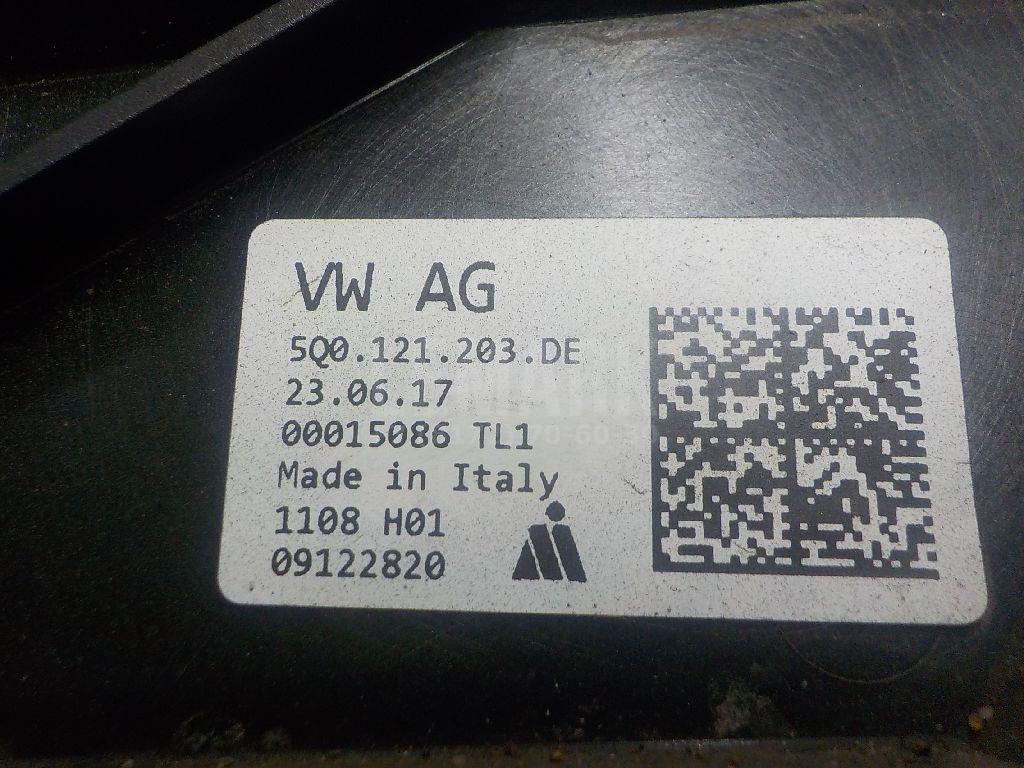 VW AG
5Q0.121.203.DE
23.06.17
00015086 TL1
Made in Italy
1108 H01
09122820